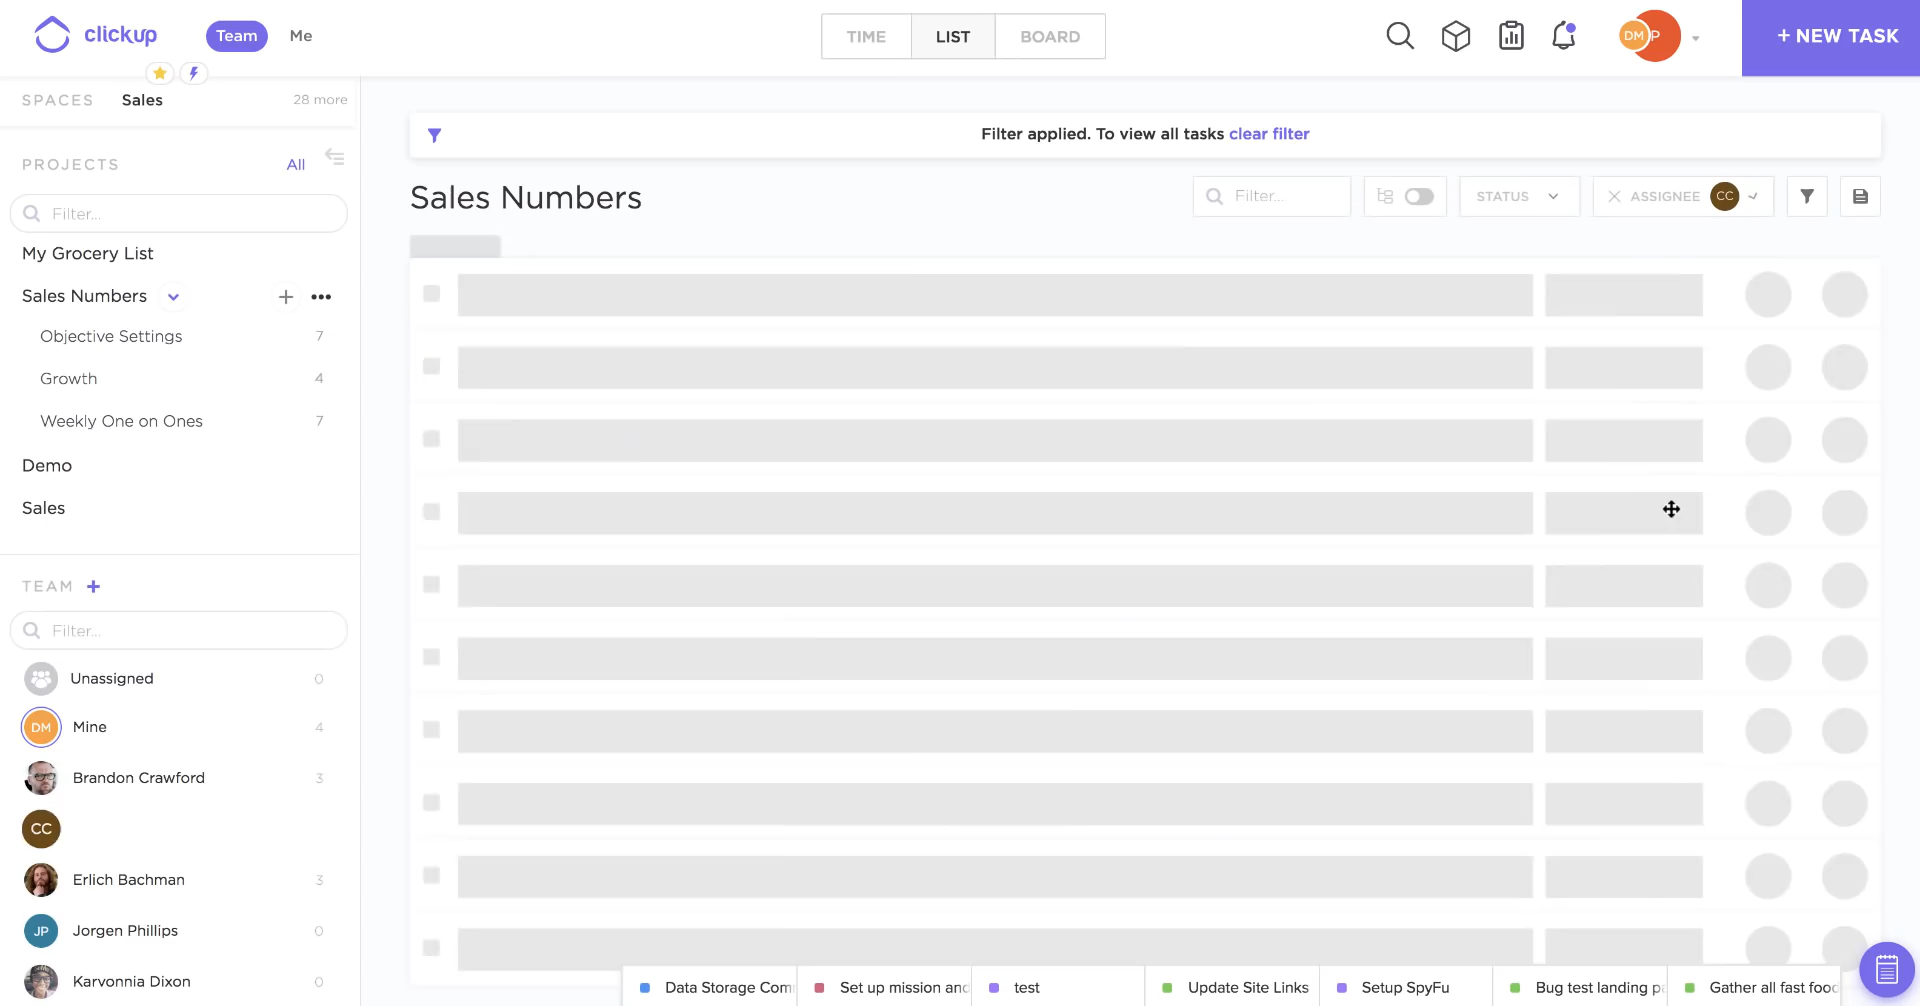 clickup
Team
Me
TIME
LIST
BOARD
DM
P
+ NEW TASK
SPACES
Sales
28 more
PROJECTS
All
Filter...
My Grocery List
Sales Numbers
Objective Settings
7
Growth
4
Weekly One on Ones
7
Demo
Sales
TEAM +
Filter...
Unassigned
0
DM
Mine
4
Brandon Crawford
3
CC
Erlich Bachman
3
JP
Jorgen Phillips
0
Karvonnia Dixon
0
Filter applied. To view all tasks clear filter
Sales Numbers
Filter...
STATUS
ASSIGNEE
CC
Data Storage Com
Set up mission and
test
Update Site Links
Setup SpyFu
Bug test landing p
Gather all fast food